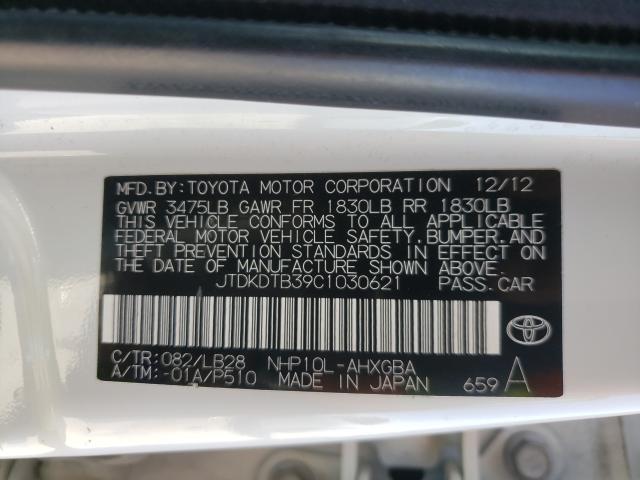 MFD. BY: TOYOTA MOTOR CORPORATION 12/12
GVWR 3475LB GAWR FR 1830LB RR 1830LB
THIS VEHICLE CONFORMS TO ALL APPLICABLE
FEDERAL MOTOR VEHICLE SAFETY, BUMPER, AND
THEFT PREVENTION STANDARDS IN EFFECT ON
THE DATE OF MANUFACTURE SHOWN ABOVE.
JTDKDTB39C1030621 PASS. CAR
C/TR: 082/LB28 NHP10L-AHXGBA
A/TM: -01A/P510 MADE IN JAPAN 659 A